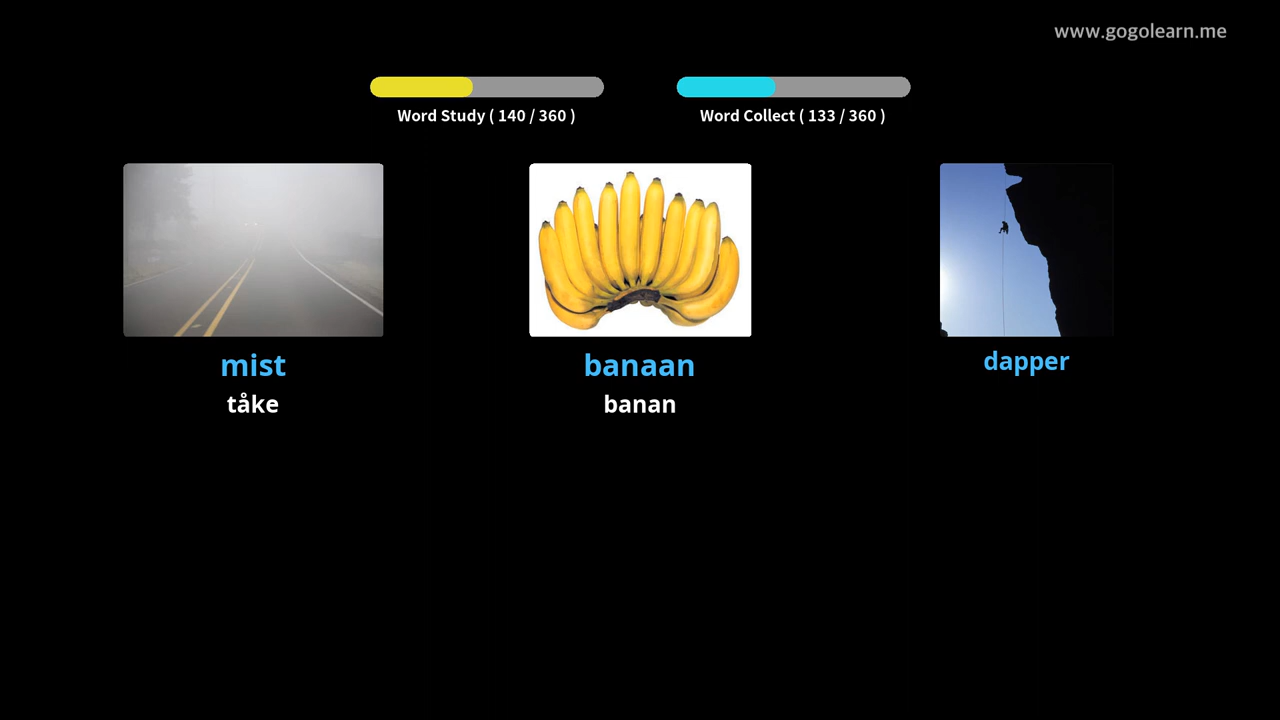 www.gogolearn.me
Word Study ( 140 / 360 )
Word Collect ( 133 / 360 )
mist
tåke
banaan
banan
dapper